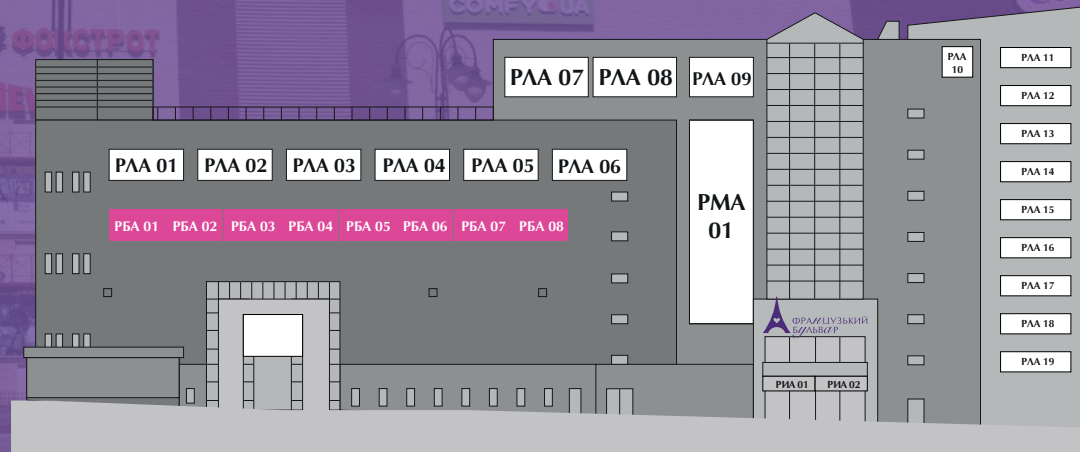 COMFY.UA
ФОКСТРОТ
РЛА 07 РЛА 08 РЛА 09
РЛА
10
РЛА 11
РЛА 12
РЛА 13
РЛА 14
РЛА 15
РЛА 16
РЛА 17
РЛА 18
РЛА 19
РЛА 01 РЛА 02 РЛА 03 РЛА 04 РЛА 05 РЛА 06
РБА 01 РБА 02 РБА 03 РБА 04 РБА 05 РБА 06 РБА 07 РБА 08
РМА
01
ФРАНЦУЗЬКИЙ
БУЛЬВАР
РИА 01 РИА 02